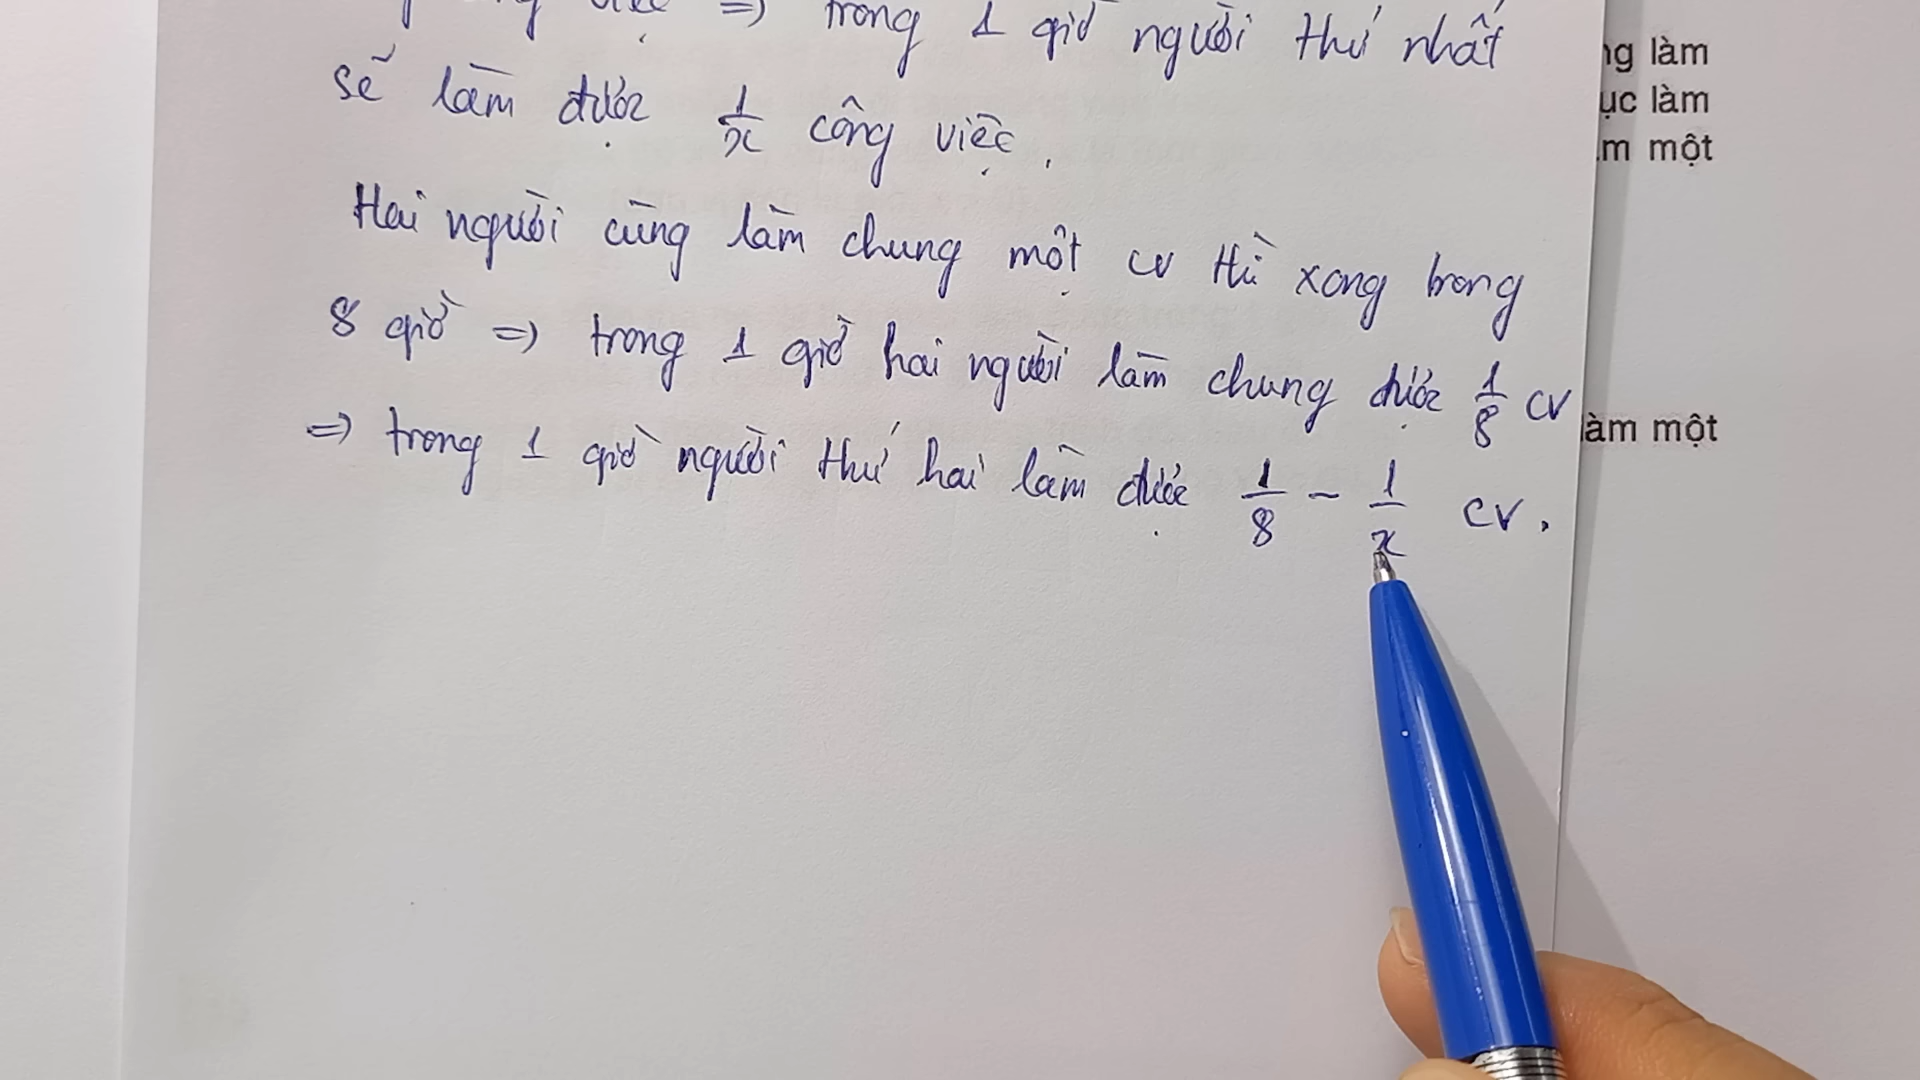 việc => trong 1 giờ người thứ nhất
sẽ làm được 1/x công việc.
Hai người cùng làm chung một cv thì xong trong
8 giờ => trong 1 giờ hai người làm chung được 1/8 cv
=> trong 1 giờ người thứ hai làm được 1/8 - 1/x cv.
ng làm
ục làm
m một
làm một